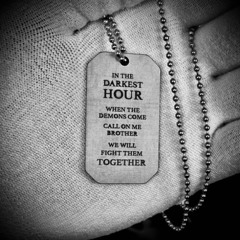 IN THE
DARKEST
HOUR
WHEN THE
DEMONS COME
CALL ON ME
BROTHER
WE WILL
FIGHT THEM
TOGETHER